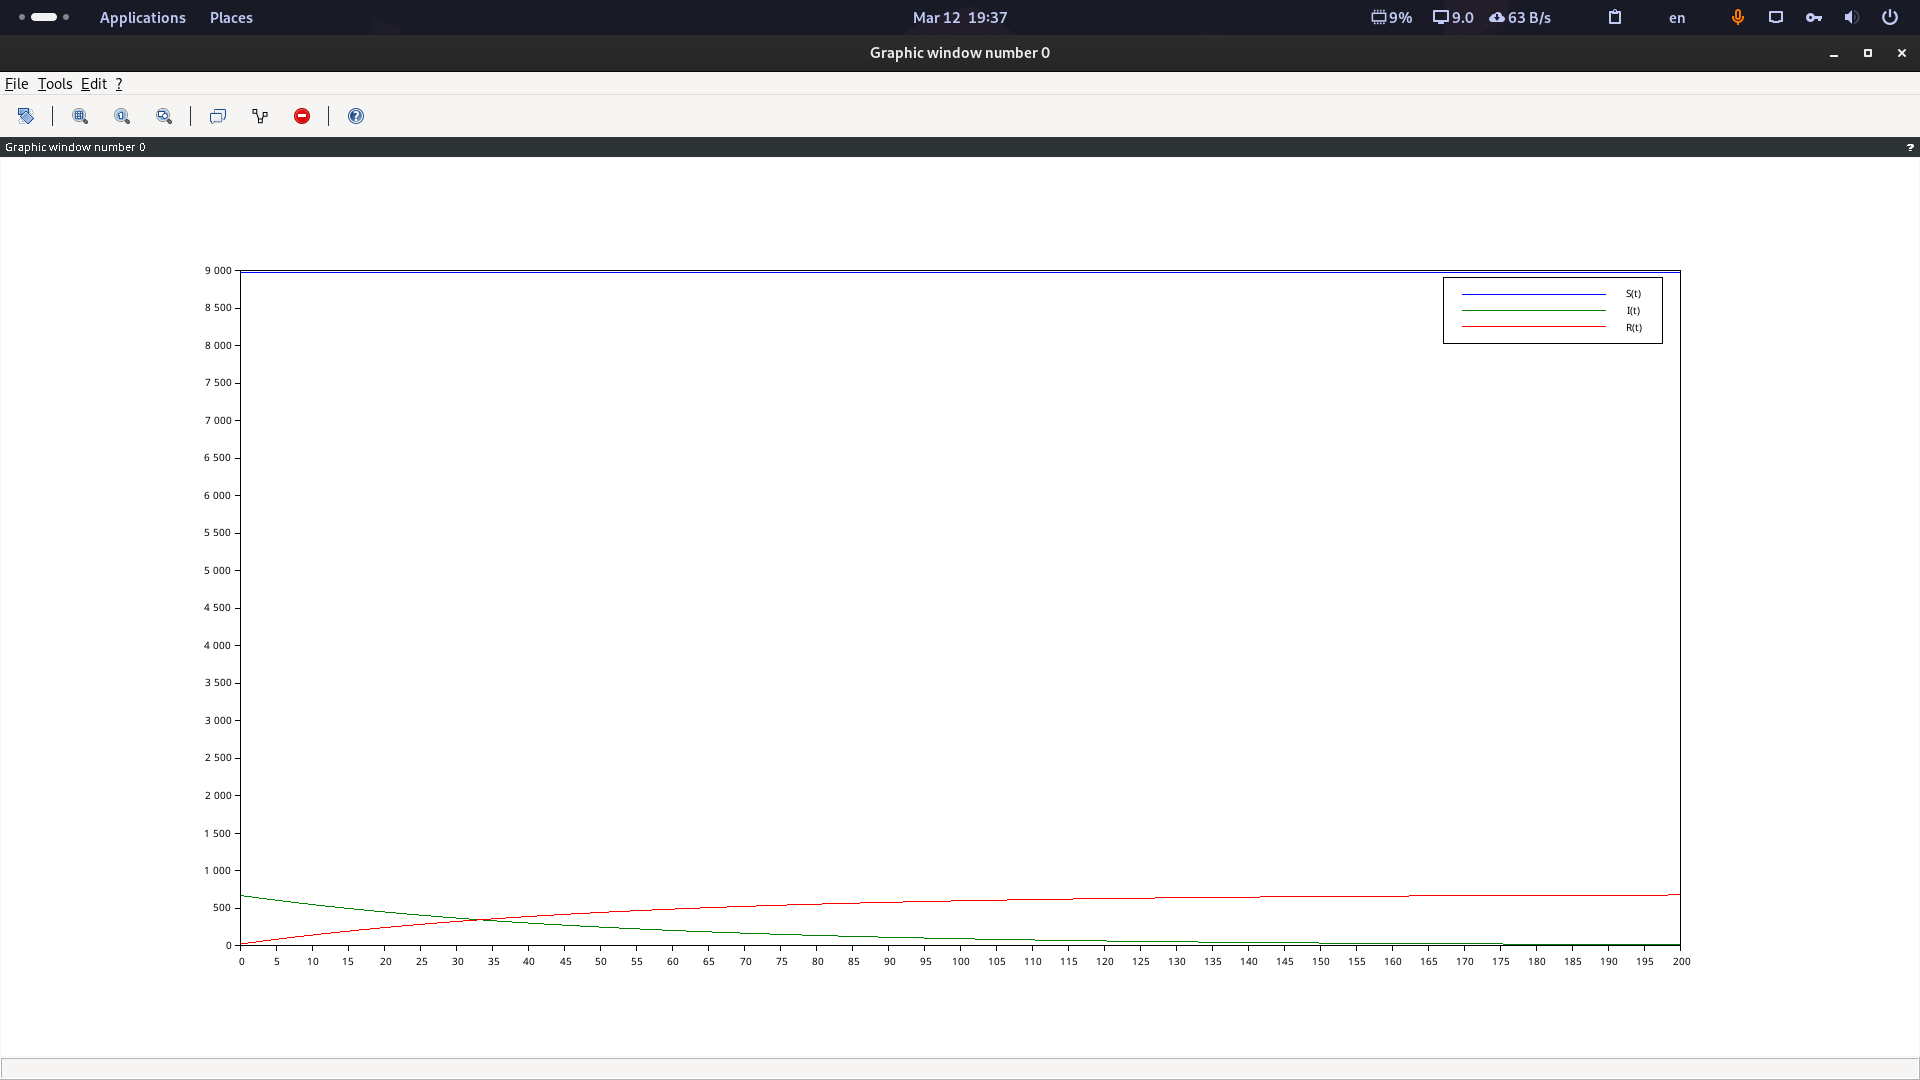 Applications Places Mar 12 19:37 9% 9.0 63 B/s en
Graphic window number 0
File Tools Edit ?
Graphic window number 0 ?
9 000
8 500
8 000
7 500
7 000
6 500
6 000
5 500
5 000
4 500
4 000
3 500
3 000
2 500
2 000
1 500
1 000
500
0
S(t)
I(t)
R(t)
0 5 10 15 20 25 30 35 40 45 50 55 60 65 70 75 80 85 90 95 100 105 110 115 120 125 130 135 140 145 150 155 160 165 170 175 180 185 190 195 200